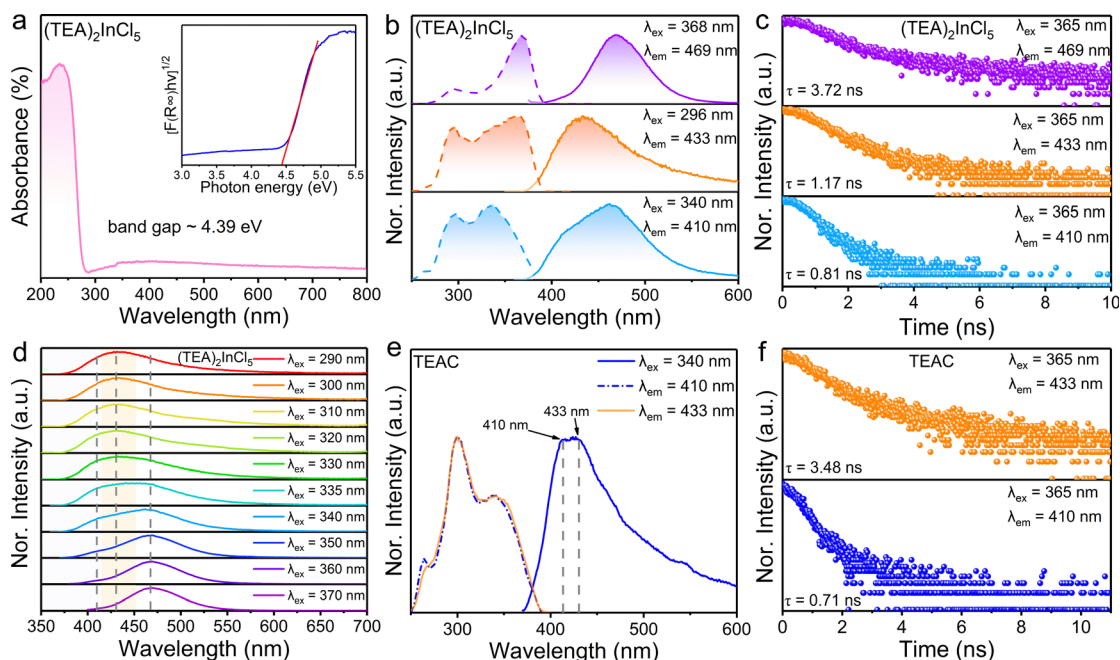 a
(TEA)₂InCl₅
Absorbance (%)
[F(R∞)hv]^1/2
3.0 3.5 4.0 4.5 5.0 5.5
Photon energy (eV)
band gap ~ 4.39 eV
200 300 400 500 600 700 800
Wavelength (nm)
b
(TEA)₂InCl₅
Nor. Intensity (a.u.)
λex = 368 nm
λem = 469 nm
λex = 296 nm
λem = 433 nm
λex = 340 nm
λem = 410 nm
300 400 500 600
Wavelength (nm)
c
(TEA)₂InCl₅
Nor. Intensity (a.u.)
λex = 365 nm
λem = 469 nm
τ = 3.72 ns
λex = 365 nm
λem = 433 nm
τ = 1.17 ns
λex = 365 nm
λem = 410 nm
τ = 0.81 ns
0 2 4 6 8 10
Time (ns)
d
(TEA)₂InCl₅
Nor. Intensity (a.u.)
λex = 290 nm
λex = 300 nm
λex = 310 nm
λex = 320 nm
λex = 330 nm
λex = 335 nm
λex = 340 nm
λex = 350 nm
λex = 360 nm
λex = 370 nm
350 400 450 500 550 600 650 700
Wavelength (nm)
e
TEAC
Nor. Intensity (a.u.)
λex = 340 nm
λem = 410 nm
λem = 433 nm
410 nm
433 nm
300 400 500 600
Wavelength (nm)
f
TEAC
Nor. Intensity (a.u.)
λex = 365 nm
λem = 433 nm
τ = 3.48 ns
λex = 365 nm
λem = 410 nm
τ = 0.71 ns
0 2 4 6 8 10
Time (ns)